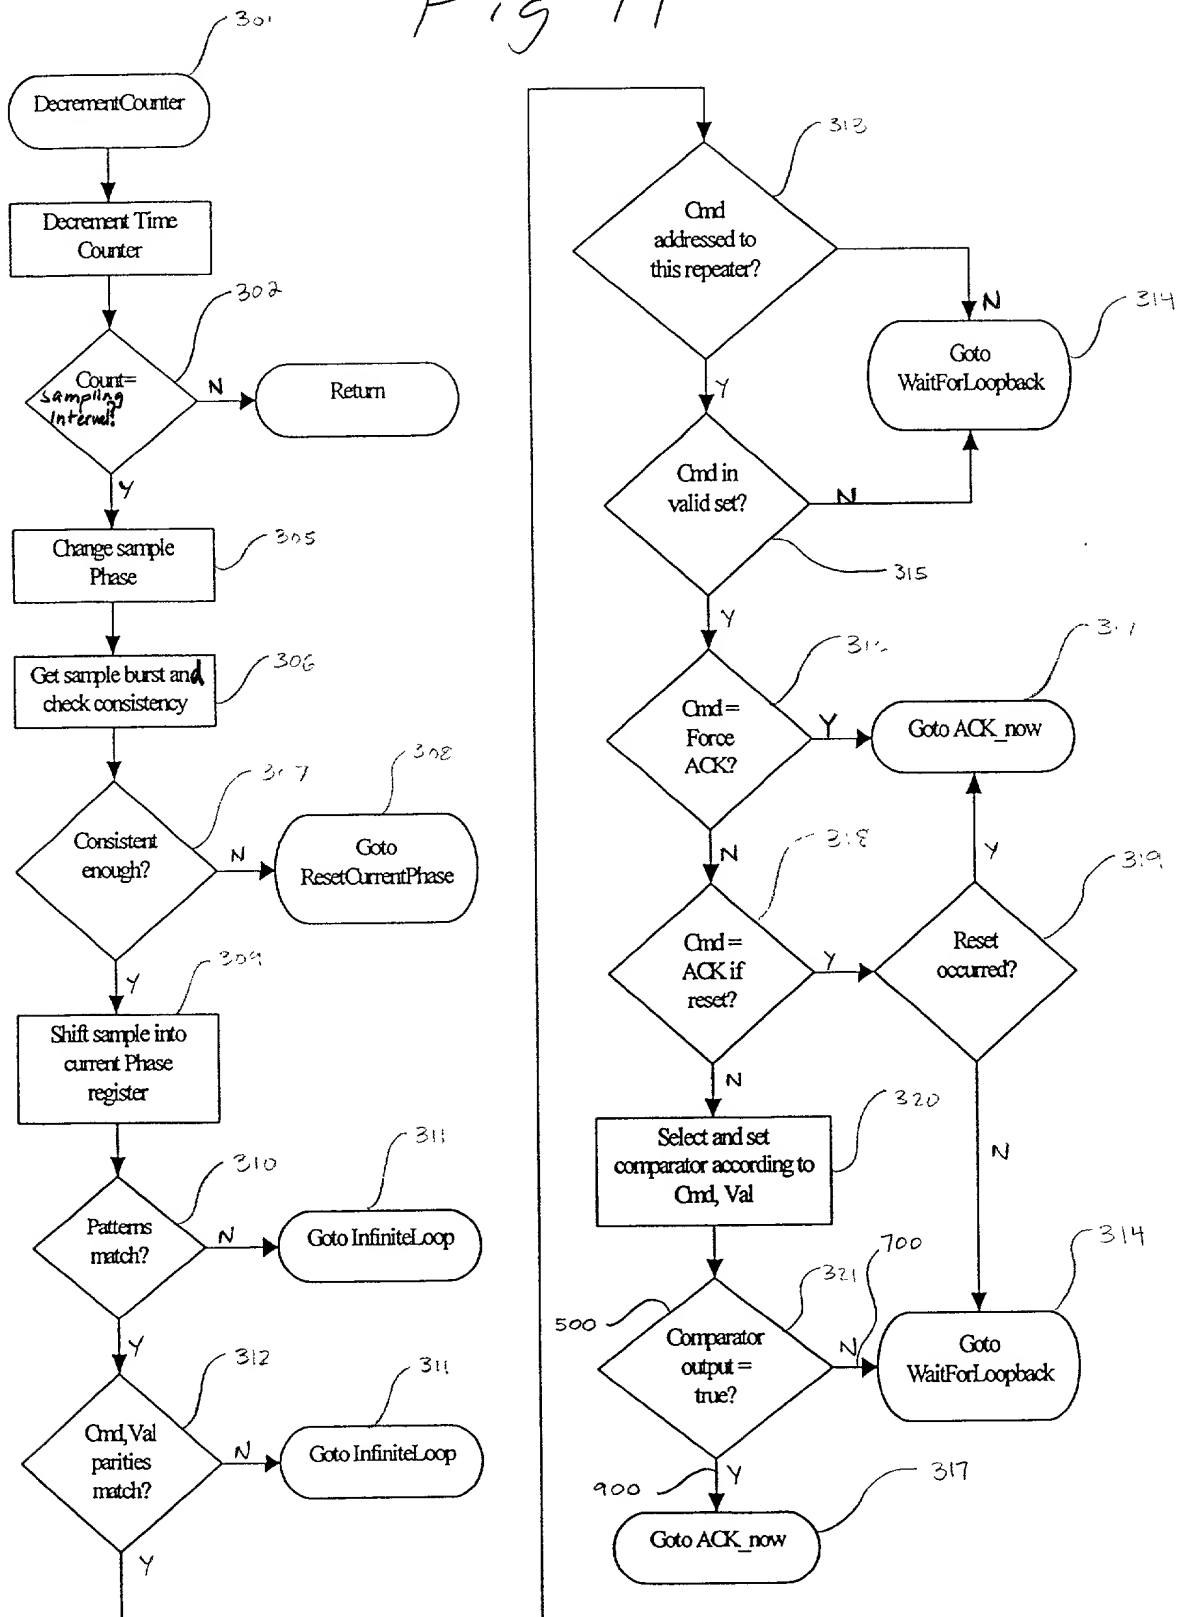 Fig 11
301
DecrementCounter
Decrement Time
Counter
302
Count=
Sampling
Interval?
N
Return
Y
Change sample
Phase
305
Get sample burst and
check consistency
306
307
Consistent
enough?
N
308
Goto
ResetCurrentPhase
Y
309
Shift sample into
current Phase
register
310
Patterns
match?
N
311
Goto InfiniteLoop
Y
312
Cmd,Val
parities
match?
N
311
Goto InfiniteLoop
Y
313
Cmd
addressed to
this repeater?
N
314
Goto
WaitForLoopback
Y
Cmd in
valid set?
N
315
Y
Cmd =
Force
ACK?
Y
Goto ACK_now
N
318
Cmd =
ACK if
reset?
Y
319
Reset
occurred?
Y
N
N
320
Select and set
comparator according to
Cmd, Val
500
321
700
Comparator
output =
true?
N
314
Goto
WaitForLoopback
900
Y
317
Goto ACK_now